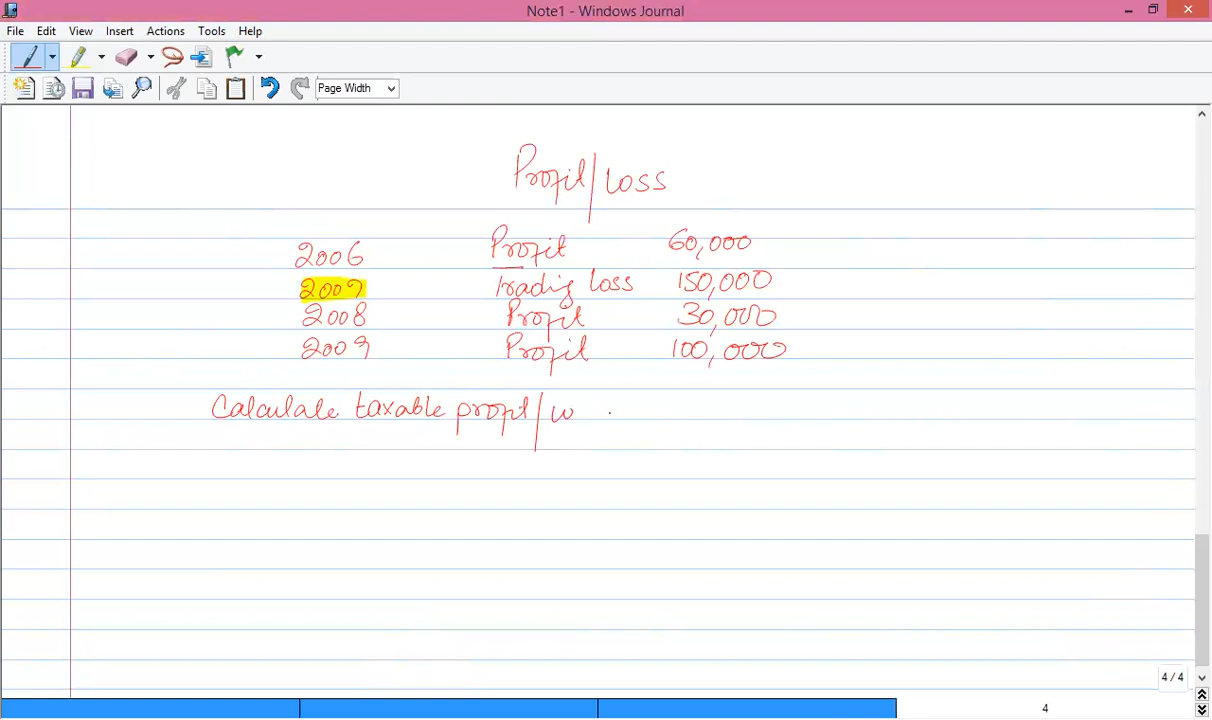 Note1 - Windows Journal
File Edit View Insert Actions Tools Help
Page Width
Profit/Loss
2006 Profit 60,000
2007 Trading loss 150,000
2008 Profit 30,000
2009 Profit 100,000
Calculate taxable profit/w
4 / 4
4